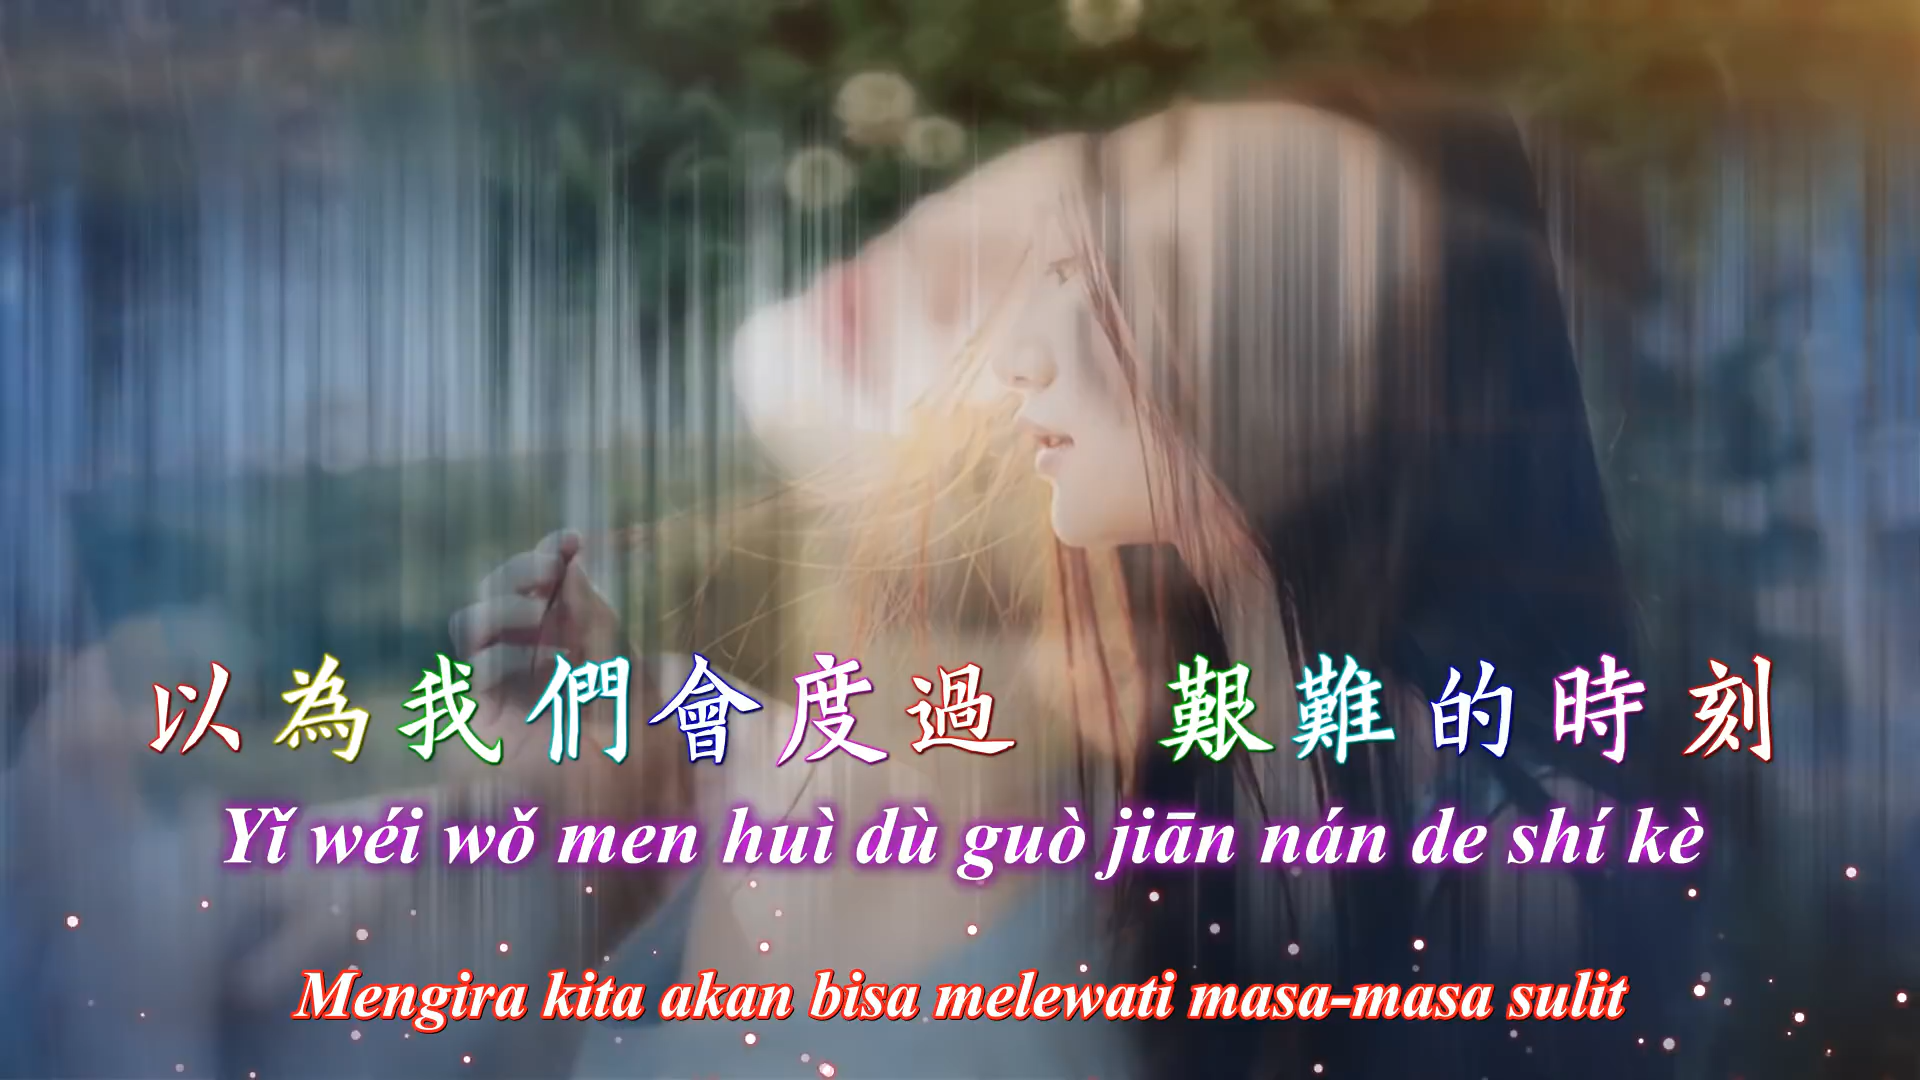 以為我們會度過 艱難的時刻
Yǐ wéi wǒ men huì dù guò jiān nán de shí kè
Mengira kita akan bisa melewati masa-masa sulit